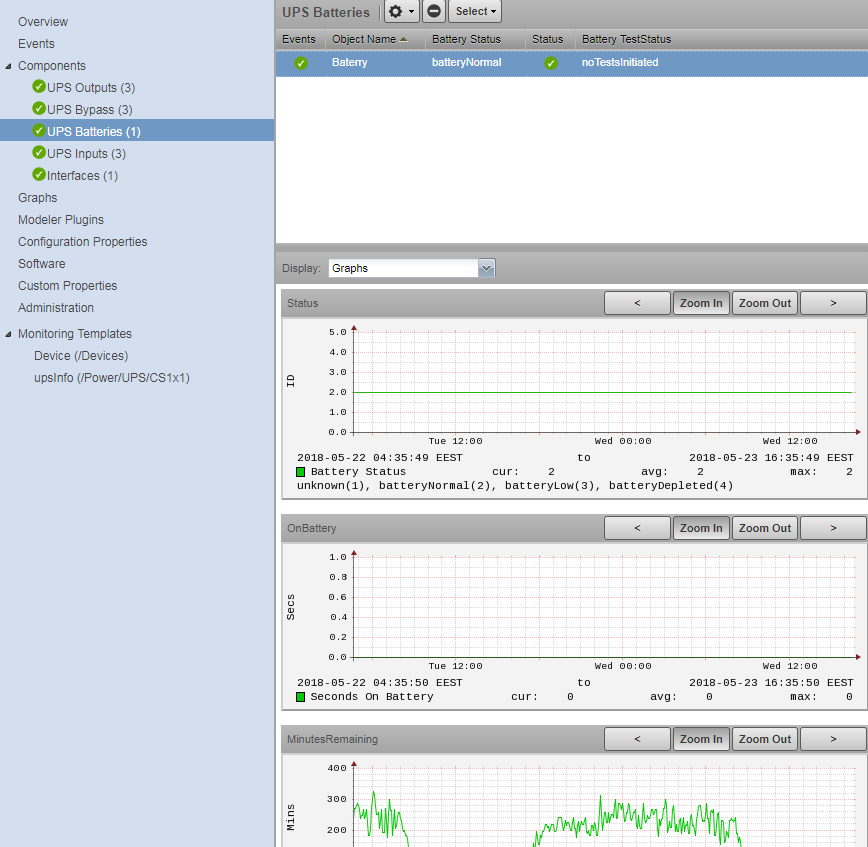 Overview
Events
Components
UPS Outputs (3)
UPS Bypass (3)
UPS Batteries (1)
UPS Inputs (3)
Interfaces (1)
Graphs
Modeler Plugins
Configuration Properties
Software
Custom Properties
Administration
Monitoring Templates
Device (/Devices)
upsInfo (/Power/UPS/CS1x1)
UPS Batteries Select
Events Object Name Battery Status Status Battery TestStatus
Baterry batteryNormal noTestsInitiated
Display: Graphs
Status < Zoom In Zoom Out >
5.0
4.0
3.0
2.0
1.0
0.0
ID
Tue 12:00 Wed 00:00 Wed 12:00
2018-05-22 04:35:49 EEST to 2018-05-23 16:35:49 EEST
Battery Status cur: 2 avg: 2 max: 2
unknown(1), batteryNormal(2), batteryLow(3), batteryDepleted(4)
OnBattery < Zoom In Zoom Out >
1.0
0.8
0.6
0.4
0.2
0.0
Secs
Tue 12:00 Wed 00:00 Wed 12:00
2018-05-22 04:35:50 EEST to 2018-05-23 16:35:50 EEST
Seconds On Battery cur: 0 avg: 0 max: 0
MinutesRemaining < Zoom In Zoom Out >
400
300
200
Mins